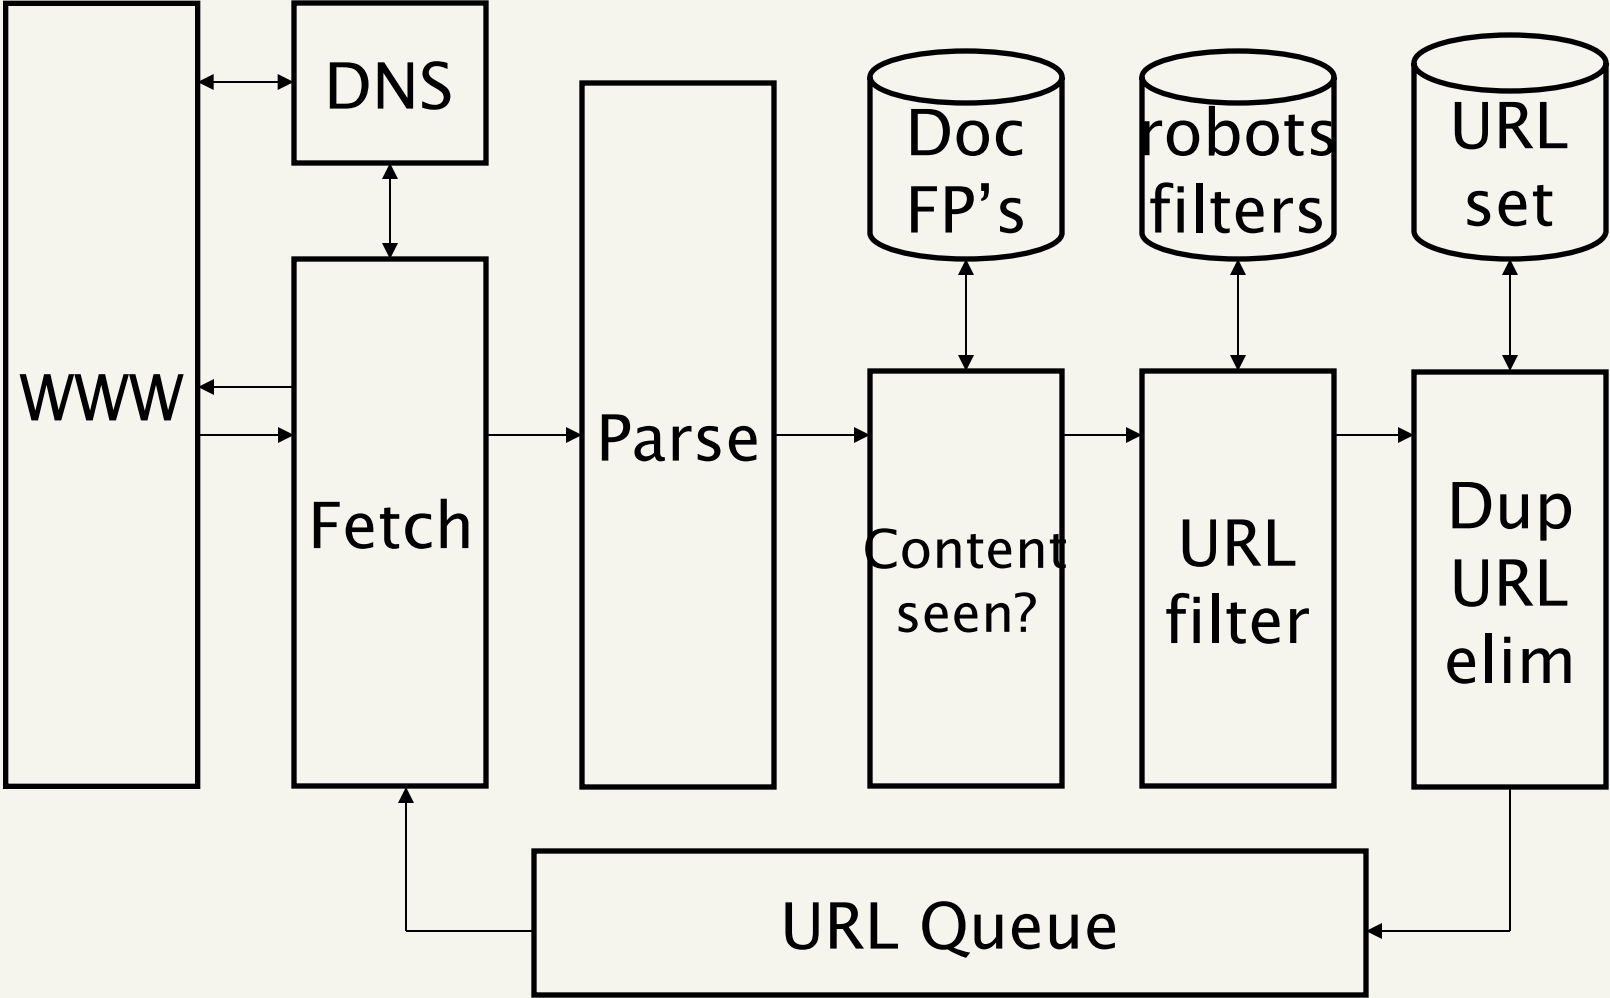 DNS
Doc
FP’s
robots
filters
URL
set
WWW
Fetch
Parse
Content
seen?
URL
filter
Dup
URL
elim
URL Queue